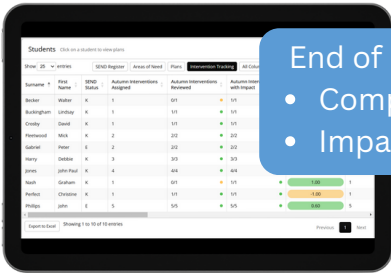 Students Click on a student to view plans
Show 25 entries SEND Register Areas of Need Plans Intervention Tracking All Colu
Surname First Name SEND Status Autumn Interventions Assigned Autumn Interventions Reviewed Autumn Inter with Impact
Becker Walter K 1 0/1 1/1
Buckingham Lindsay K 1 1/1 1/1
Crosby David K 1 1/1 1/1
Fleetwood Mick K 2 2/2 2/2
Gabriel Peter E 2 2/2 2/2
Harry Debbie K 3 3/3 3/3
Jones John Paul K 4 4/4 4/4
Nash Graham K 1 0/1 1/1 1.00 1
Perfect Christine K 1 1/1 1/1 -1.00 1
Phillips John E 5 5/5 5/5 0.60 5
Export to Excel Showing 1 to 10 of 10 entries Previous 1 Next
End of
• Comp
• Impa